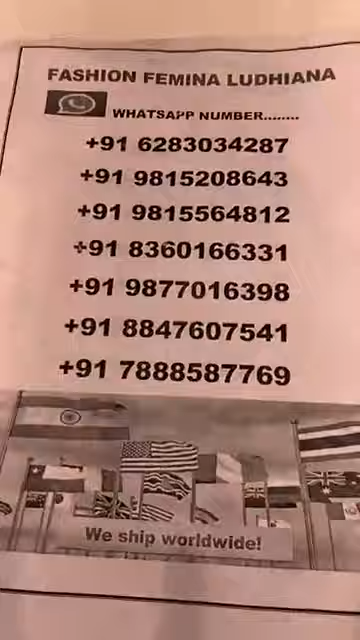 FASHION FEMINA LUDHIANA
WHATSAPP NUMBER........
+91 6283034287
+91 9815208643
+91 9815564812
+91 8360166331
+91 9877016398
+91 8847607541
+91 7888587769
We ship worldwide!